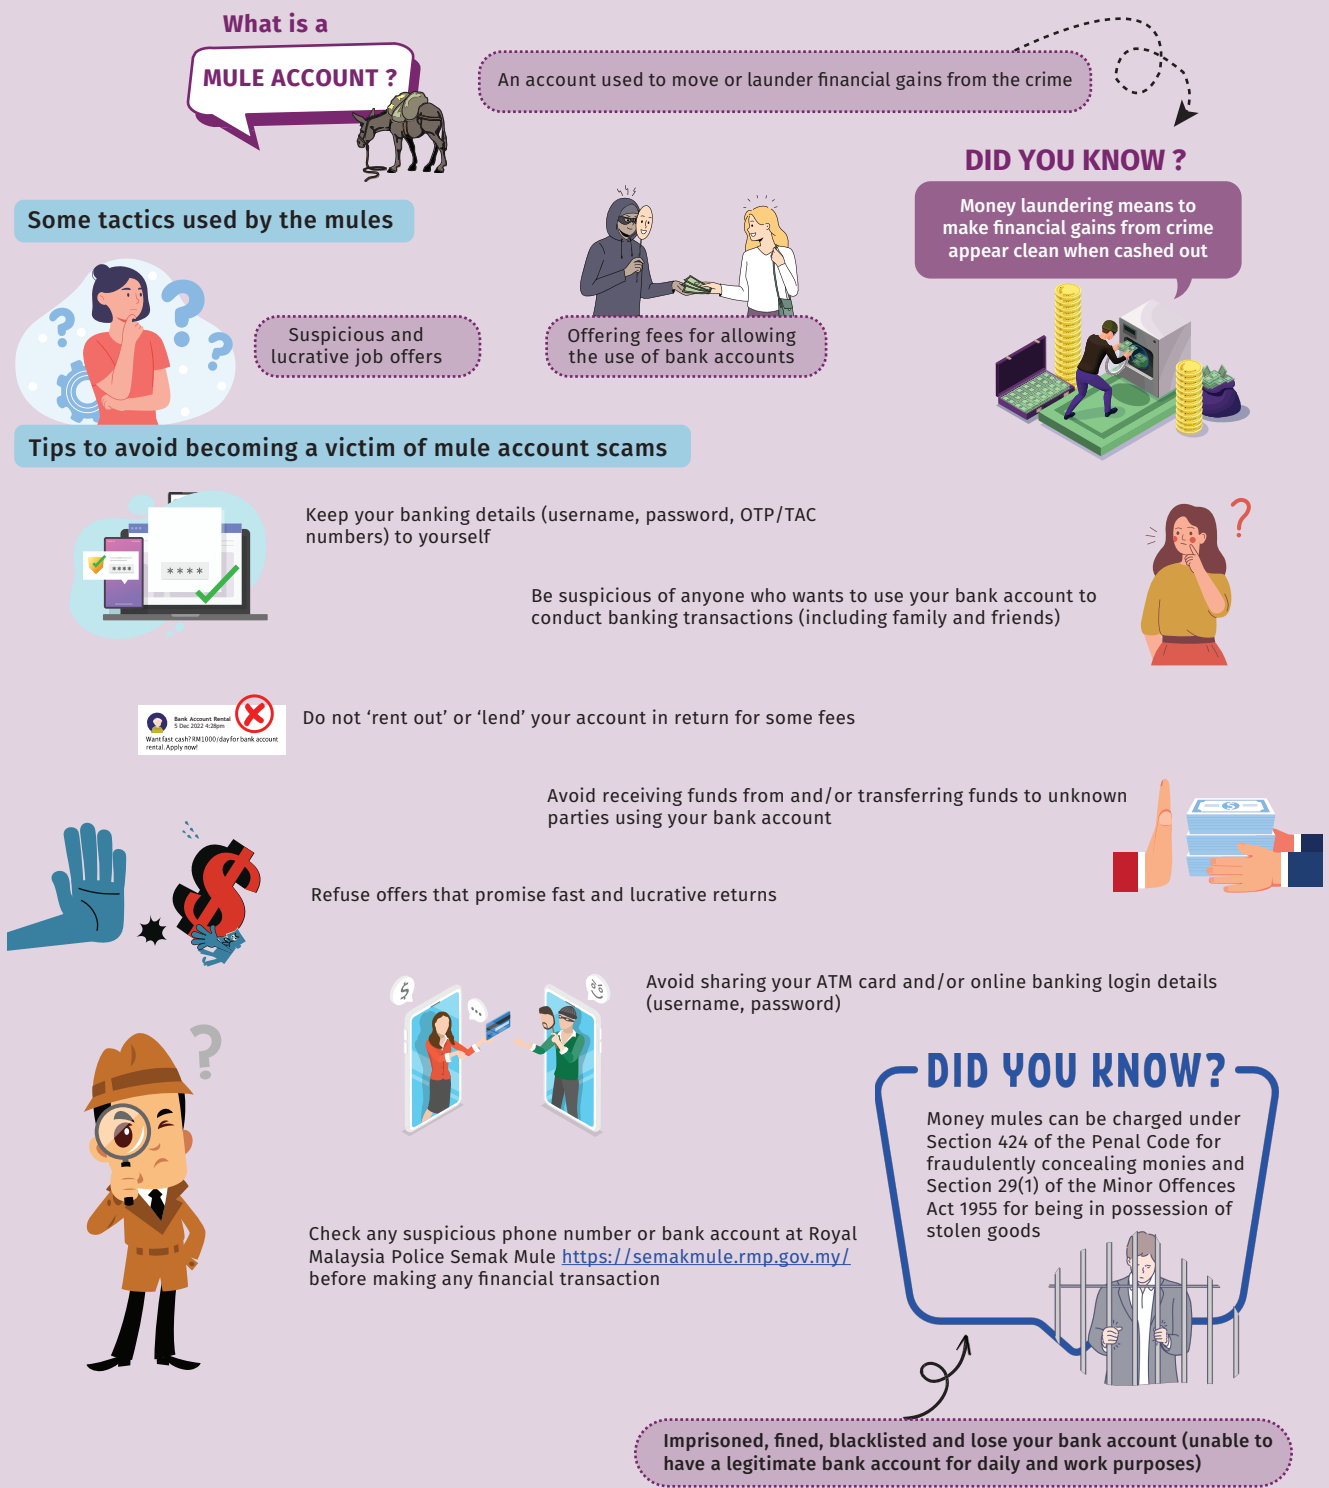 What is a
MULE ACCOUNT ?
An account used to move or launder financial gains from the crime
DID YOU KNOW ?
Money laundering means to
make financial gains from crime
appear clean when cashed out
Some tactics used by the mules
Suspicious and
lucrative job offers
Offering fees for allowing
the use of bank accounts
Tips to avoid becoming a victim of mule account scams
Keep your banking details (username, password, OTP/TAC
numbers) to yourself
****
****
Be suspicious of anyone who wants to use your bank account to
conduct banking transactions (including family and friends)
Bank Account Rental
5 Dec 2022 4:28pm
Want fast cash? RM1000/day for bank account
rental. Apply now!
Do not ‘rent out’ or ‘lend’ your account in return for some fees
Avoid receiving funds from and/or transferring funds to unknown
parties using your bank account
Refuse offers that promise fast and lucrative returns
Avoid sharing your ATM card and/or online banking login details
(username, password)
Check any suspicious phone number or bank account at Royal
Malaysia Police Semak Mule https://semakmule.rmp.gov.my/
before making any financial transaction
DID YOU KNOW?
Money mules can be charged under
Section 424 of the Penal Code for
fraudulently concealing monies and
Section 29(1) of the Minor Offences
Act 1955 for being in possession of
stolen goods
Imprisoned, fined, blacklisted and lose your bank account (unable to
have a legitimate bank account for daily and work purposes)